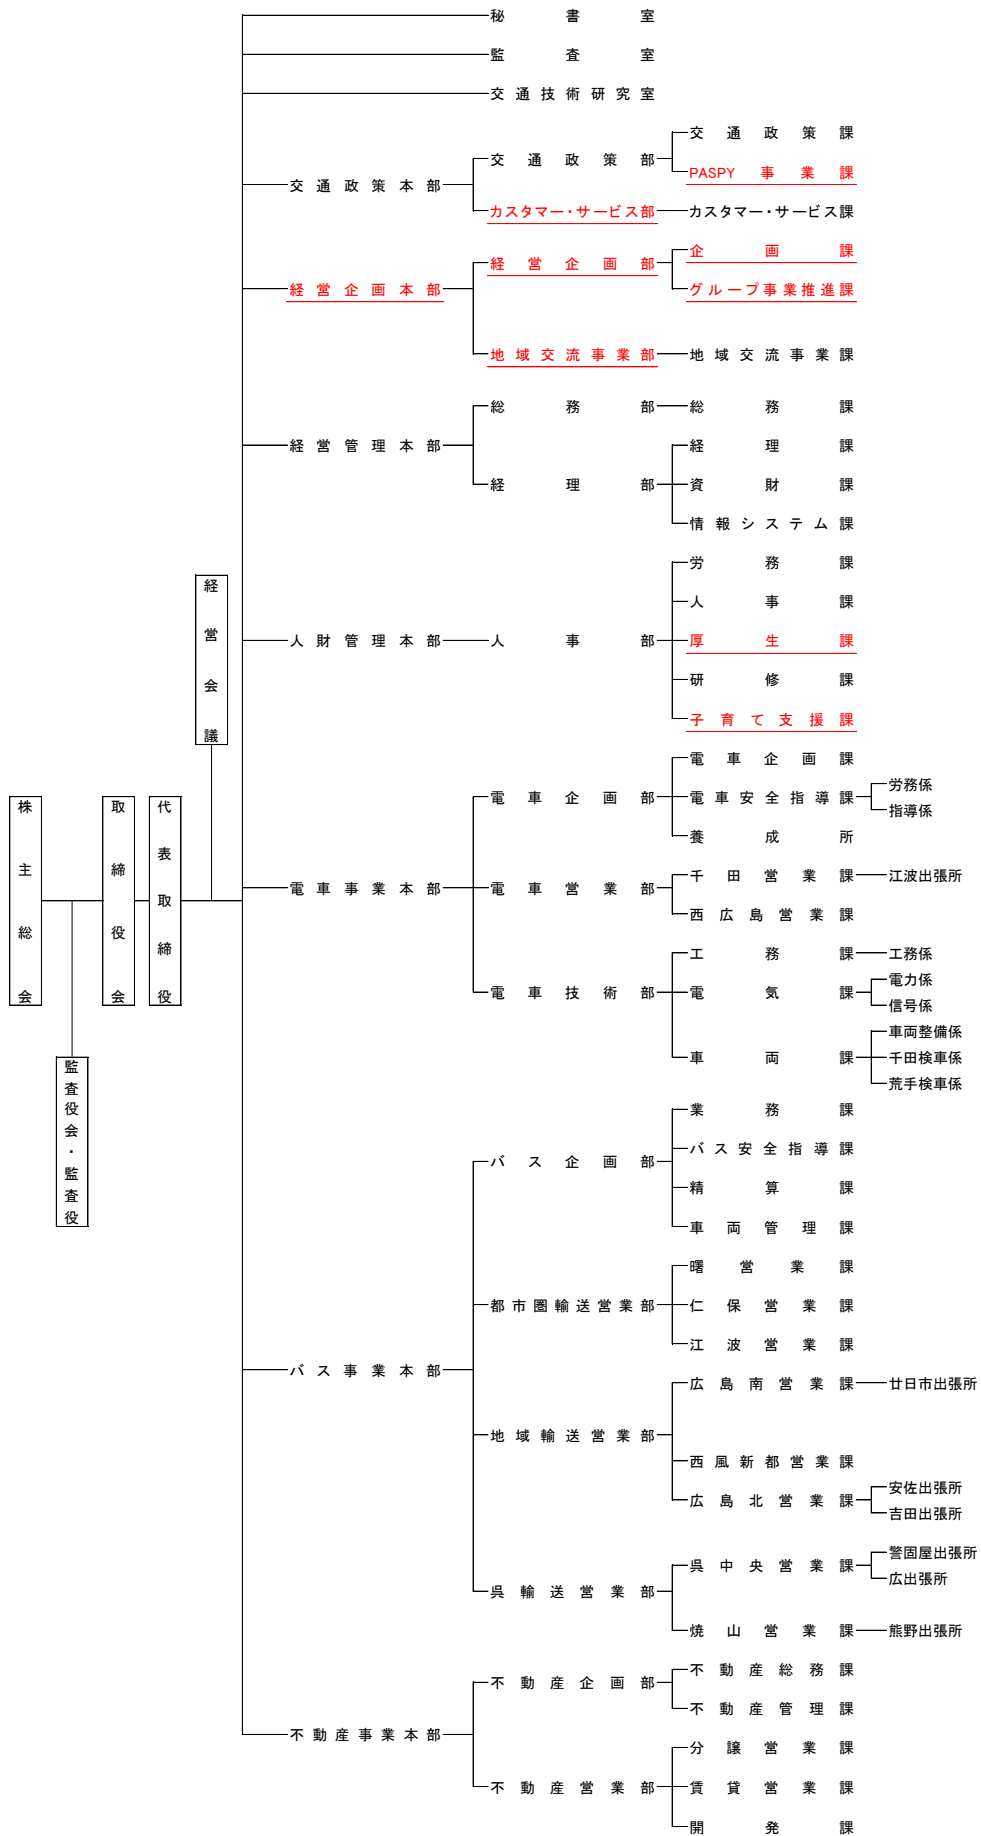 秘書室
監査室
交通技術研究室
交通政策本部
交通政策部
交通政策課
PASPY事業課
カスタマー・サービス部
カスタマー・サービス課
経営企画本部
経営企画部
企画課
グループ事業推進課
地域交流事業部
地域交流事業課
経営管理本部
総務部
総務課
経理部
経理課
資財課
情報システム課
人財管理本部
人事部
労務課
人事課
厚生課
研修課
子育て支援課
経営会議
株主総会
取締役会
代表取締役
監査役会・監査役
電車事業本部
電車企画部
電車企画課
電車安全指導課
労務係
指導係
養成所
電車営業部
千田営業課
江波出張所
西広島営業課
電車技術部
工務課
工務係
電気課
電力係
信号係
車両課
車両整備係
千田検車係
荒手検車係
バス事業本部
バス企画部
業務課
バス安全指導課
精算課
車両管理課
都市圏輸送営業部
曙営業課
仁保営業課
江波営業課
地域輸送営業部
広島南営業課
廿日市出張所
西風新都営業課
広島北営業課
安佐出張所
吉田出張所
呉輸送営業部
呉中央営業課
警固屋出張所
広出張所
焼山営業課
熊野出張所
不動産事業本部
不動産企画部
不動産総務課
不動産管理課
不動産営業部
分譲営業課
賃貸営業課
開発課